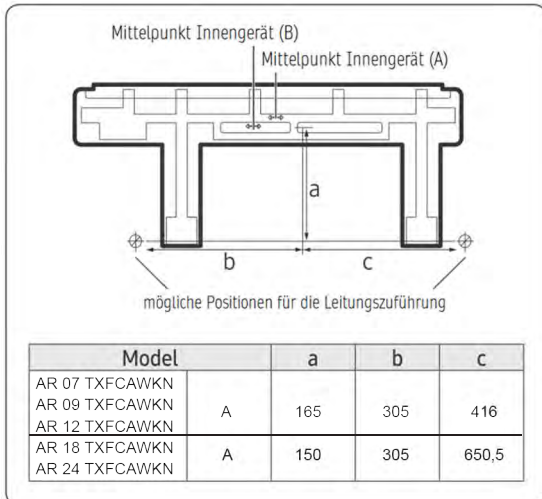 Mittelpunkt Innengerät (B)
Mittelpunkt Innengerät (A)
a
b c
mögliche Positionen für die Leitungszuführung
Model a b c
AR 07 TXFCAWKN
AR 09 TXFCAWKN A 165 305 416
AR 12 TXFCAWKN
AR 18 TXFCAWKN A 150 305 650,5
AR 24 TXFCAWKN